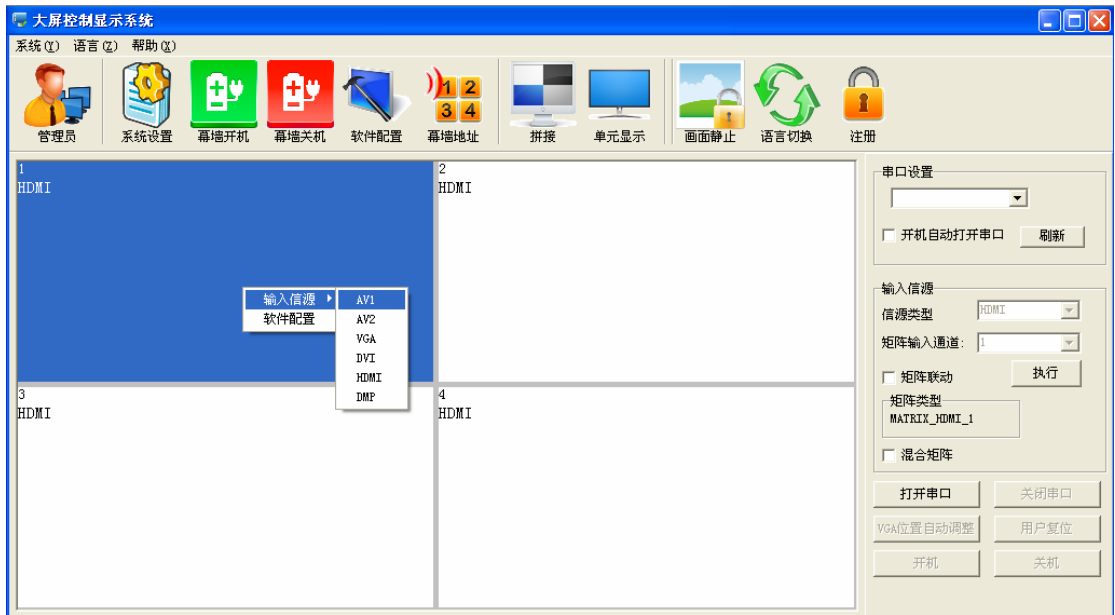 大屏控制显示系统
系统(Y) 语言(Z) 帮助(X)
1 2
3 4
管理员 系统设置 幕墙开机 幕墙关机 软件配置 幕墙地址 拼接 单元显示 画面静止 语言切换 注册
1
HDMI
2
HDMI
输入信源
软件配置
AV1
AV2
VGA
DVI
HDMI
DMP
3
HDMI
4
HDMI
串口设置
开机自动打开串口 刷新
输入信源
信源类型 HDMI
矩阵输入通道: 1
矩阵联动 执行
矩阵类型
MATRIX_HDMI_1
混合矩阵
打开串口 关闭串口
VGA位置自动调整 用户复位
开机 关机